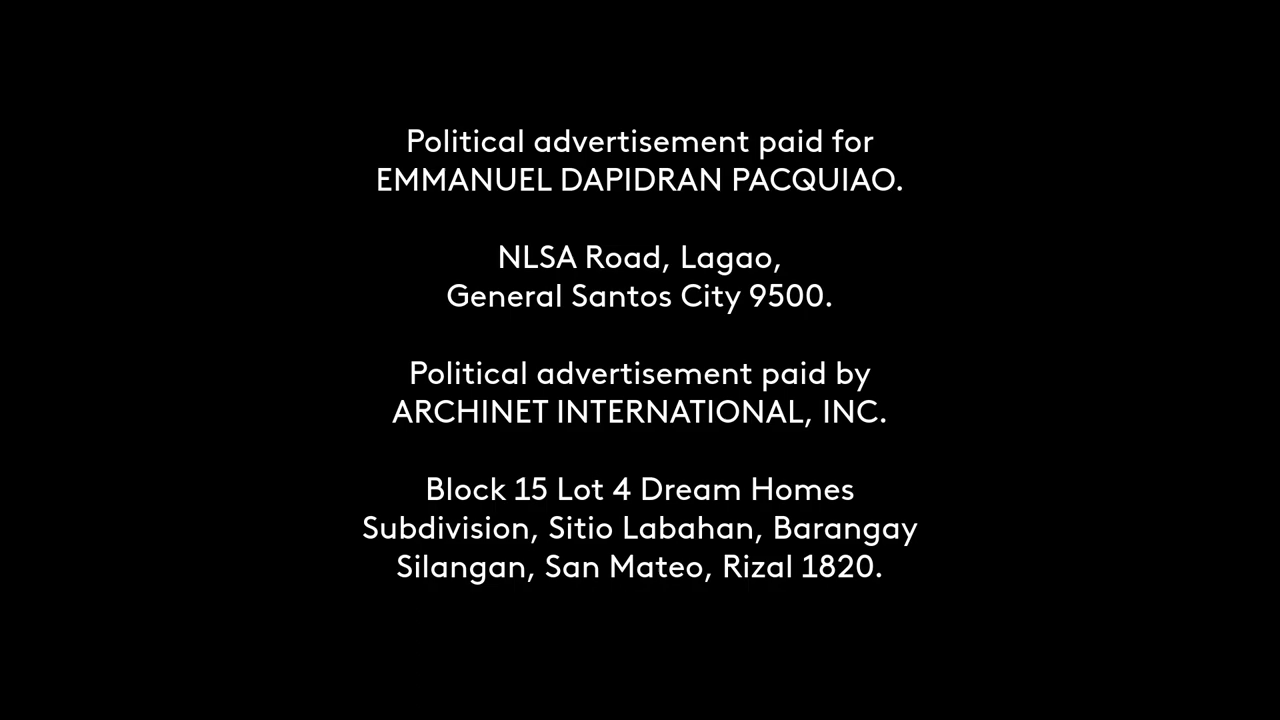 Political advertisement paid for
EMMANUEL DAPIDRAN PACQUIAO.
NLSA Road, Lagao,
General Santos City 9500.
Political advertisement paid by
ARCHINET INTERNATIONAL, INC.
Block 15 Lot 4 Dream Homes
Subdivision, Sitio Labahan, Barangay
Silangan, San Mateo, Rizal 1820.